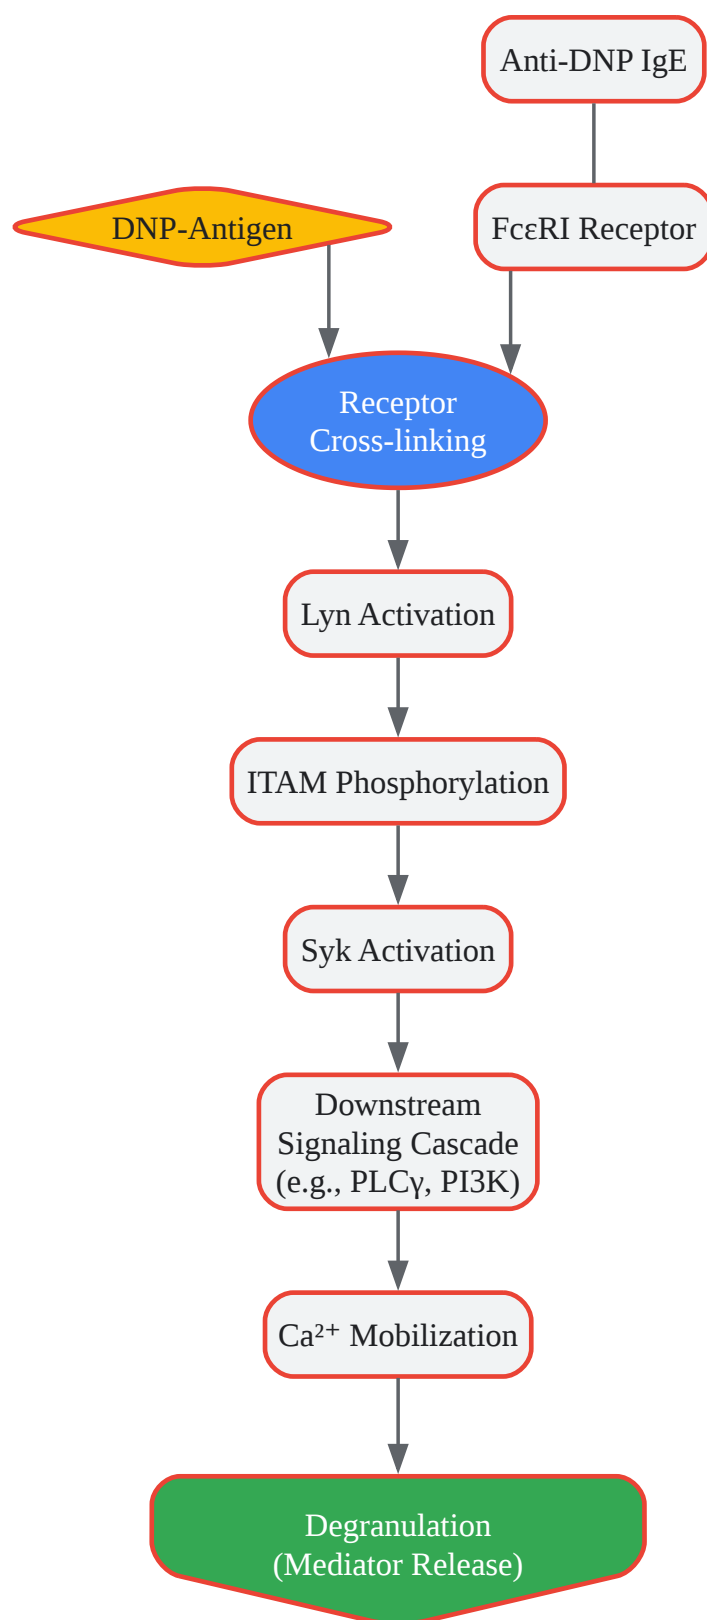 Anti-DNP IgE
DNP-Antigen
FcεRI Receptor
Receptor
Cross-linking
Lyn Activation
ITAM Phosphorylation
Syk Activation
Downstream
Signaling Cascade
(e.g., PLCγ, PI3K)
Ca²⁺ Mobilization
Degranulation
(Mediator Release)